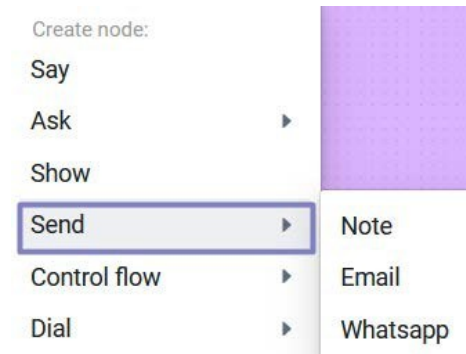 Create node:
Say
Ask
Show
Send
Control flow
Dial
Note
Email
Whatsapp